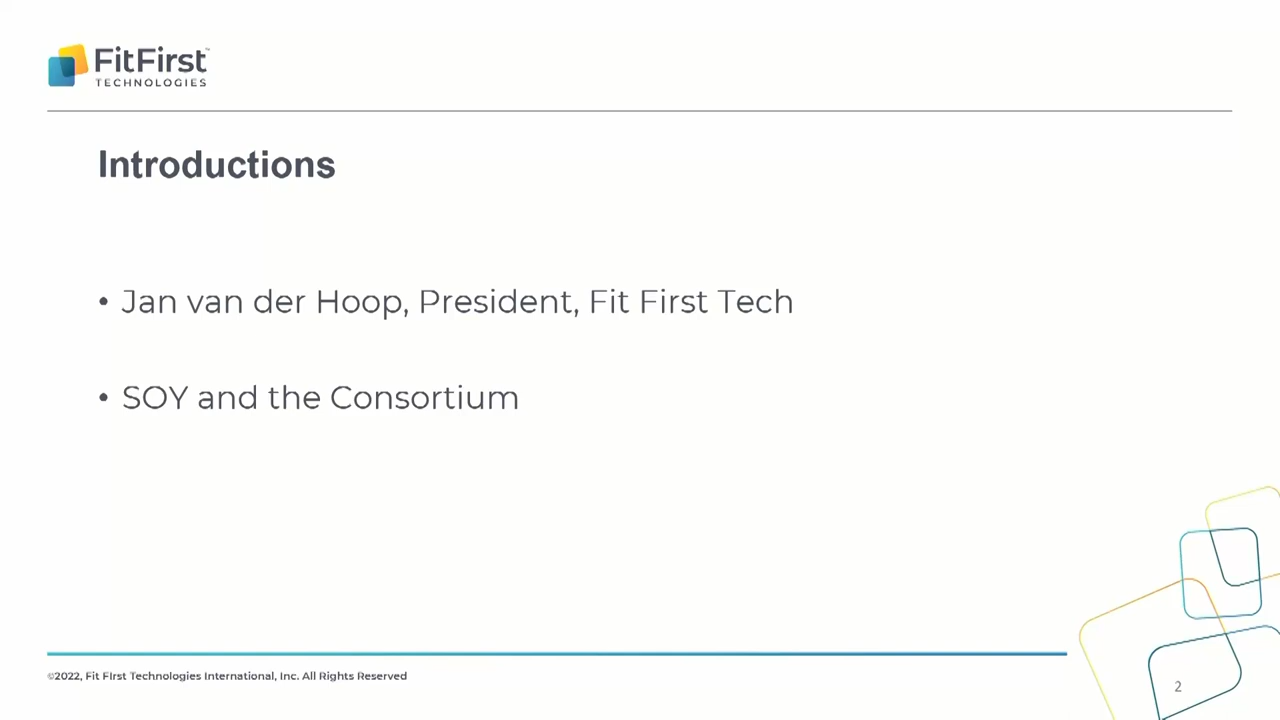 FitFirst™
TECHNOLOGIES
Introductions
• Jan van der Hoop, President, Fit First Tech
• SOY and the Consortium
©2022, Fit FIrst Technologies International, Inc. All Rights Reserved
2